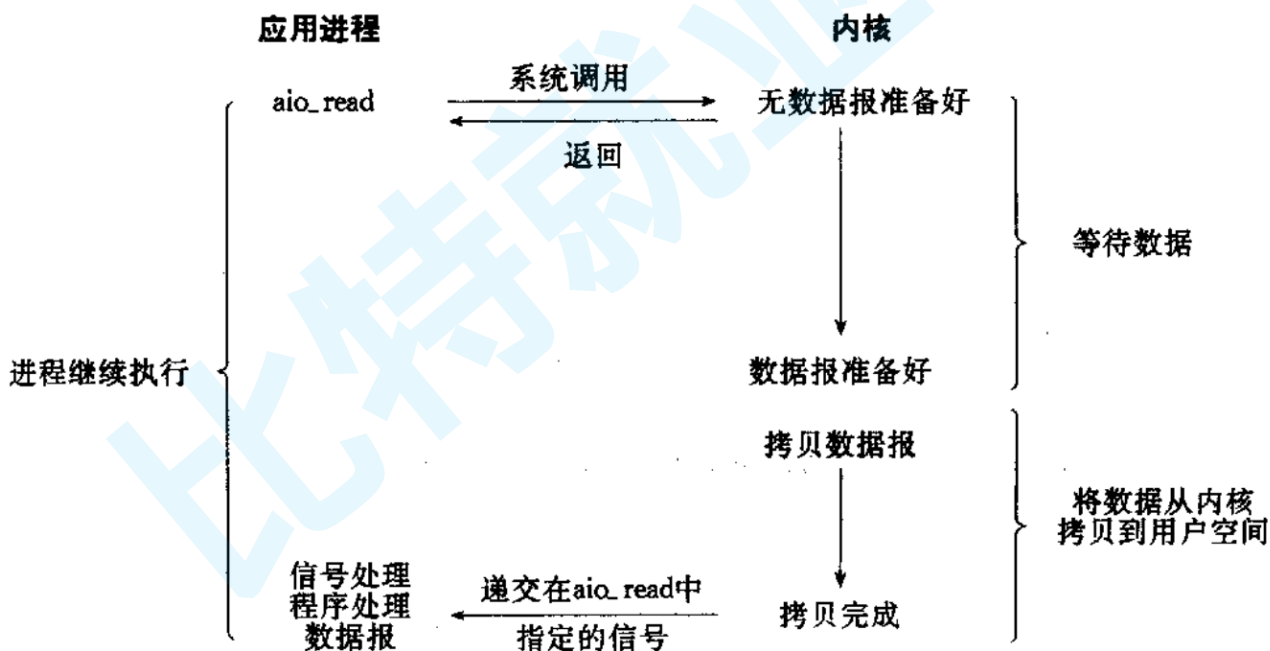 应用进程
内核
系统调用
aio_read
无数据报准备好
返回
等待数据
进程继续执行
数据报准备好
拷贝数据报
将数据从内核
拷贝到用户空间
信号处理
程序处理
数据报
递交在aio_read中
指定的信号
拷贝完成
比特就业